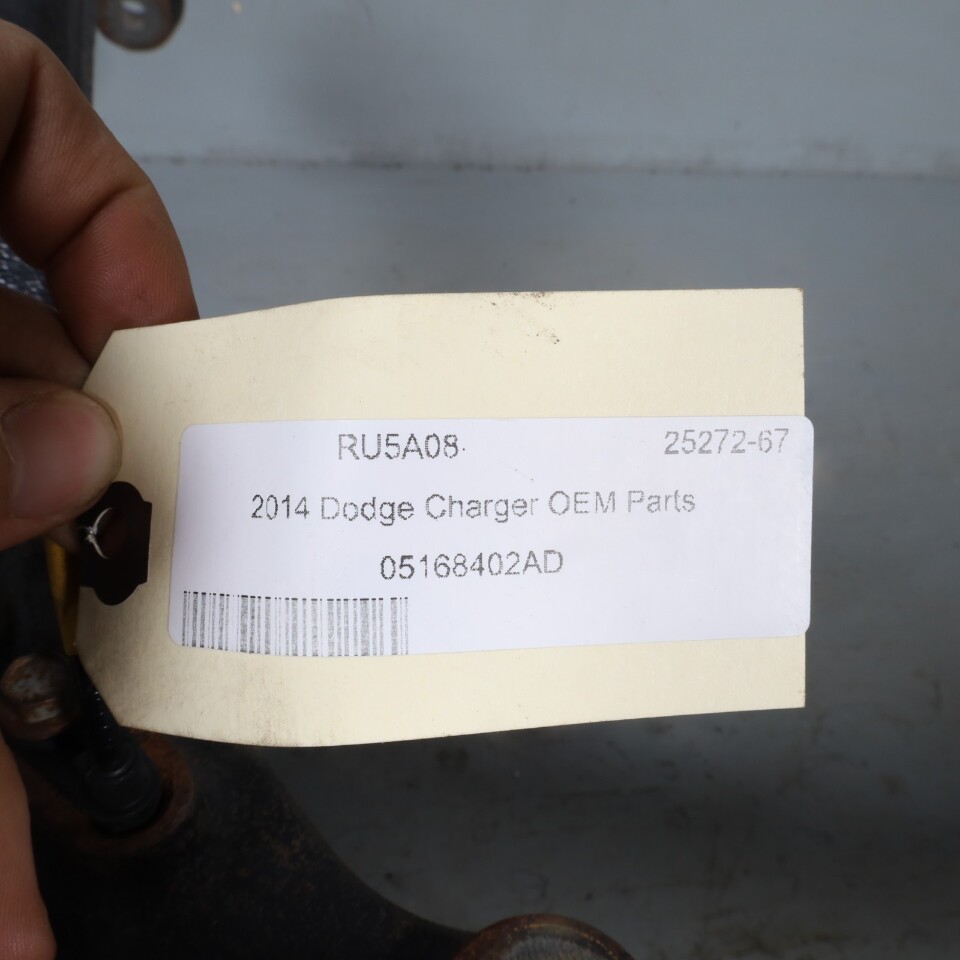 RU5A08 25272-67
2014 Dodge Charger OEM Parts
05168402AD